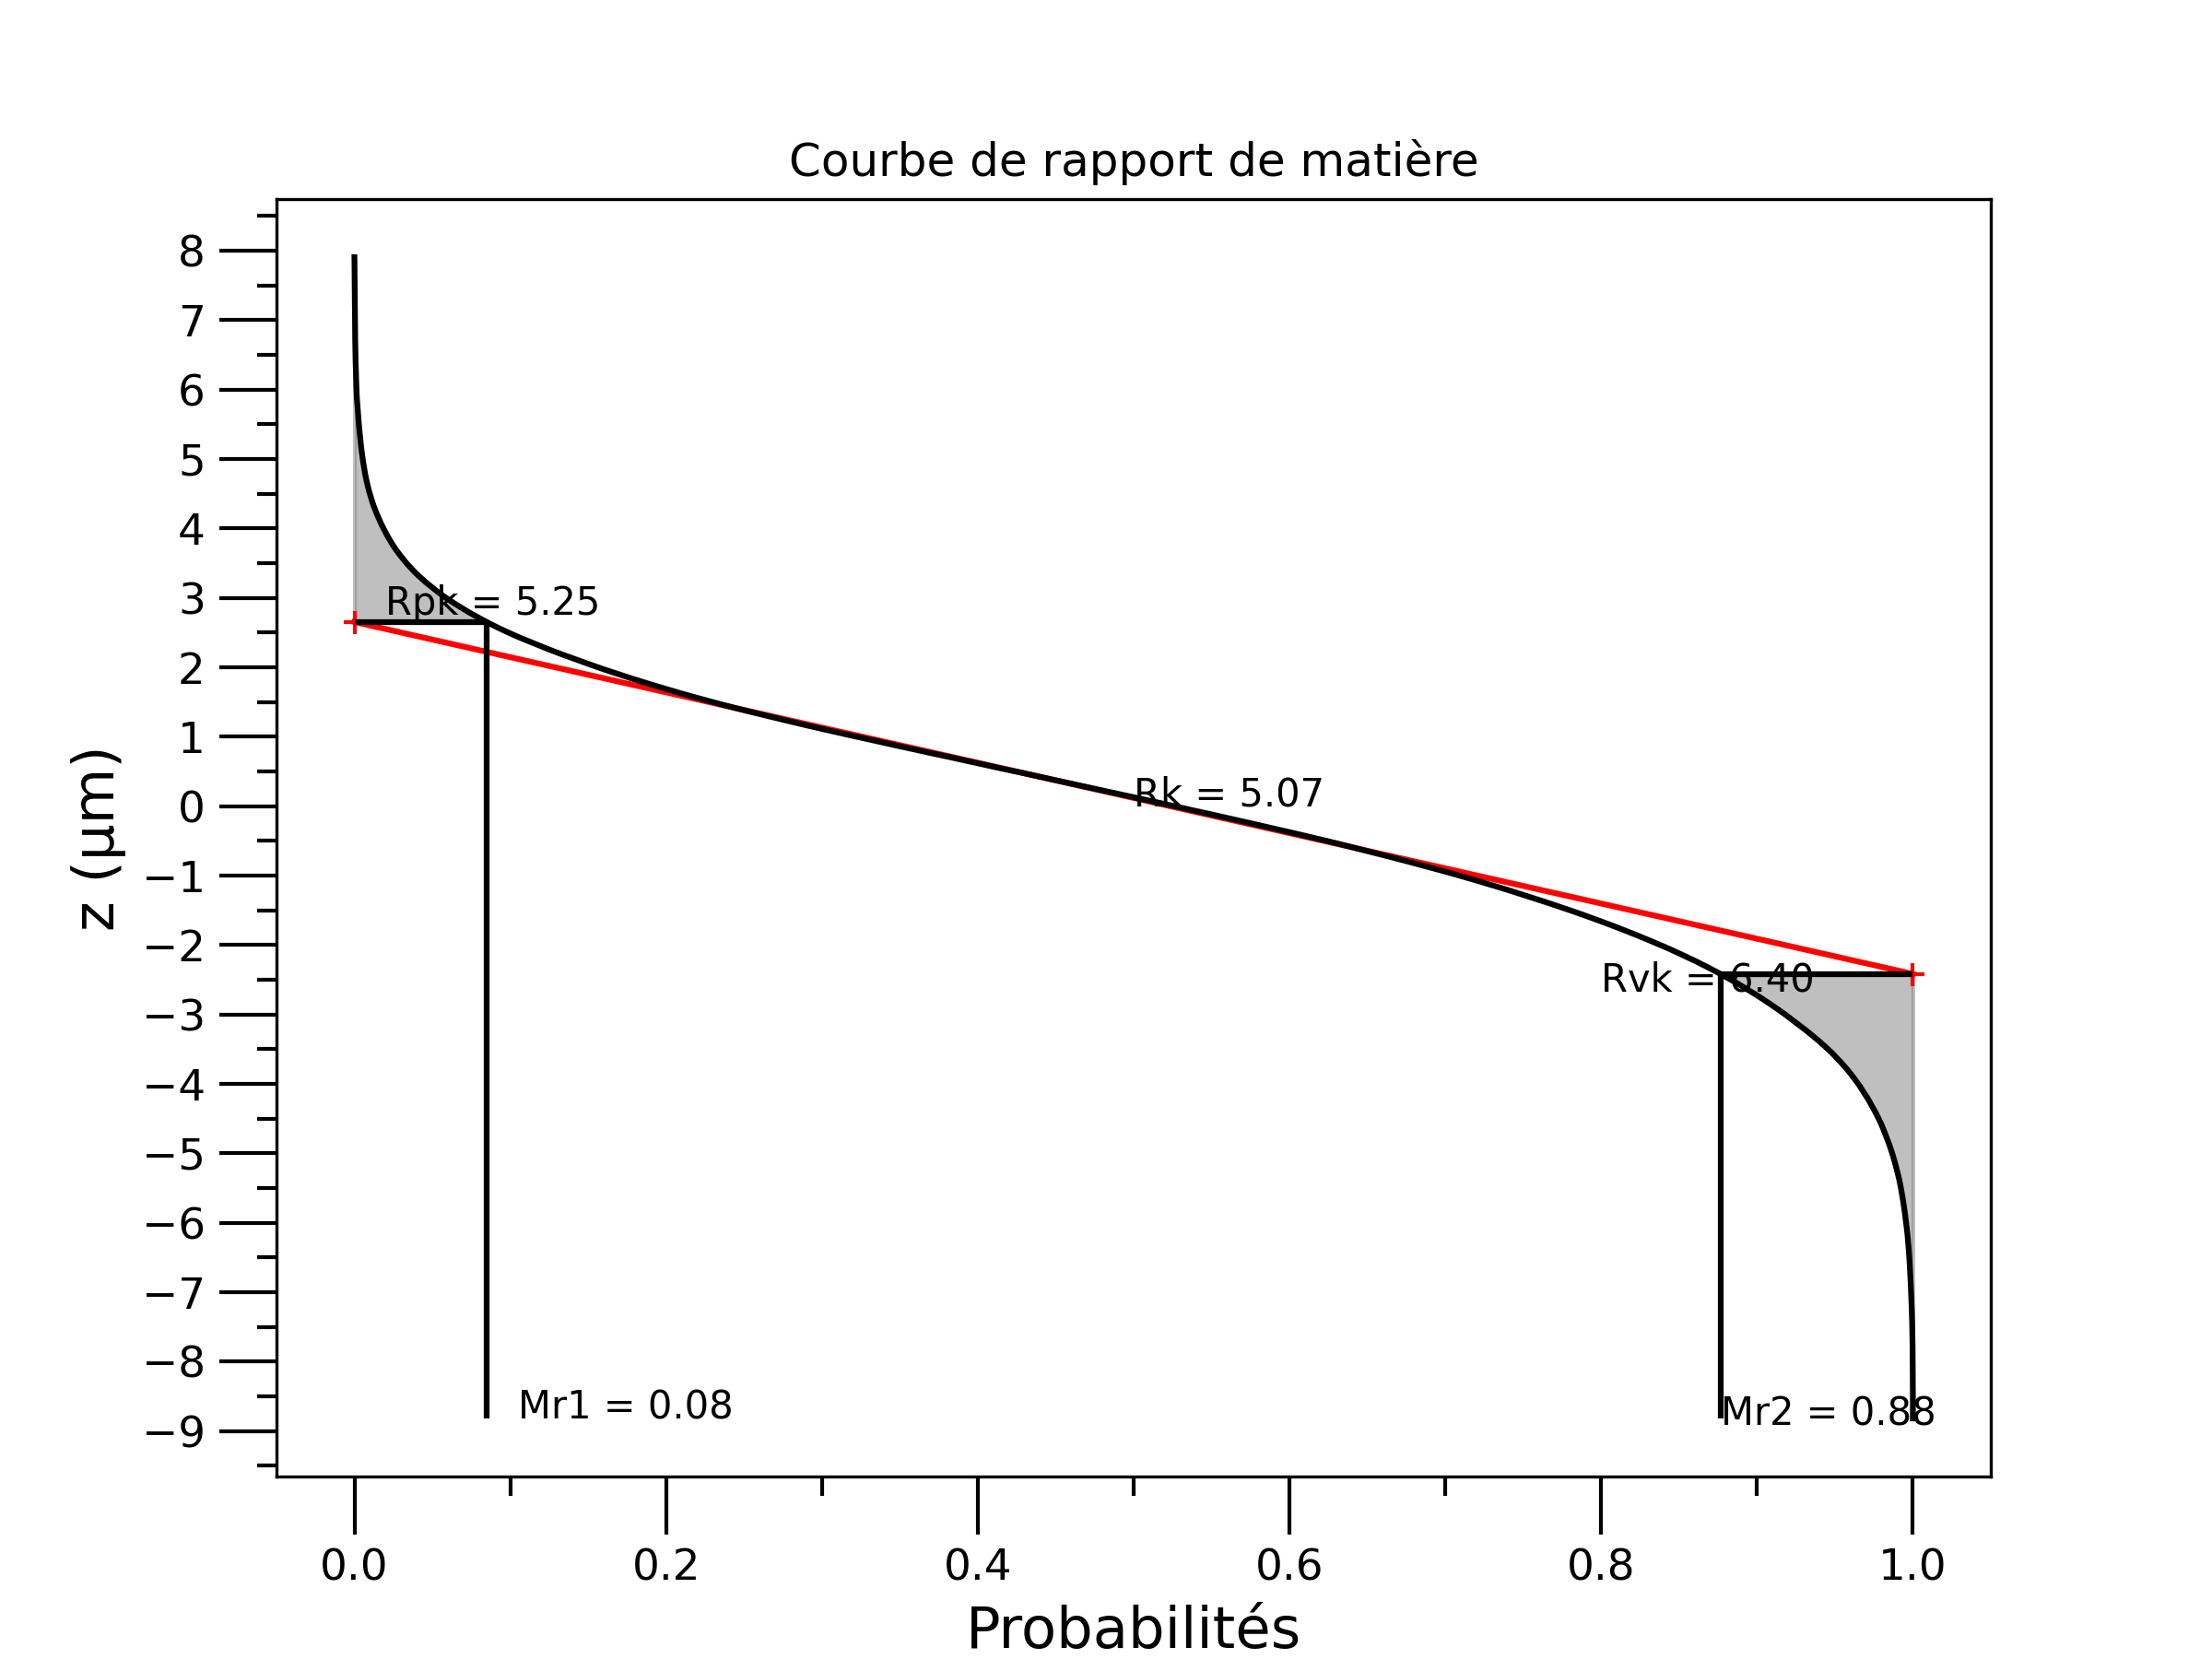 Courbe de rapport de matière
8
7
6
5
4
3
2
1
0
−1
−2
−3
−4
−5
−6
−7
−8
−9
z (µm)
Rpk = 5.25
Rk = 5.07
Rvk = 6.40
Mr1 = 0.08
Mr2 = 0.88
0.0 0.2 0.4 0.6 0.8 1.0
Probabilités